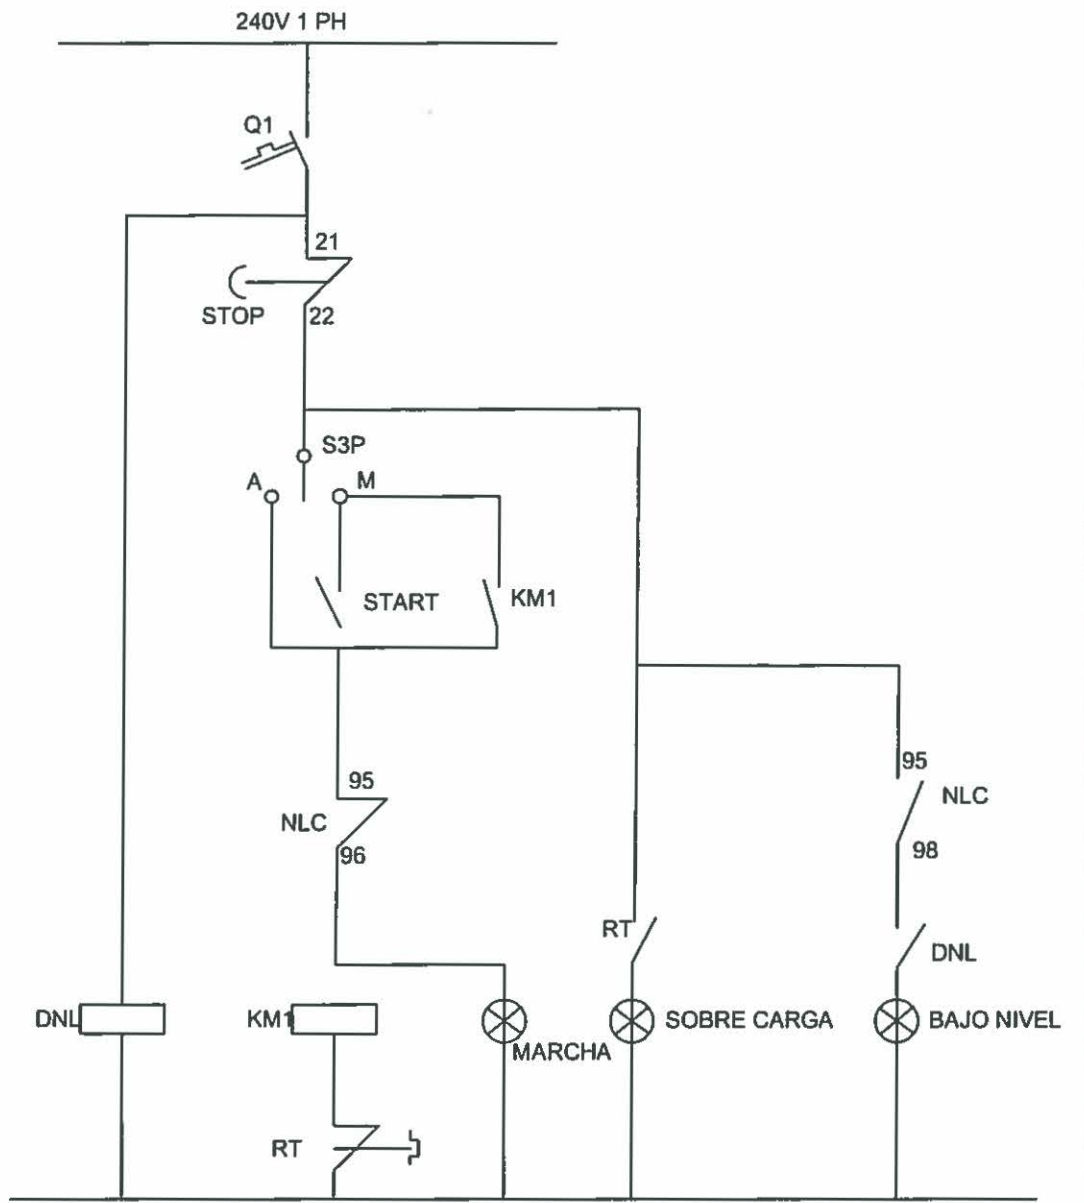 240V 1 PH
Q1
21
STOP
22
S3P
A
M
START
KM1
95
NLC
96
95
NLC
98
RT
DNL
DNL
KM1
MARCHA
SOBRE CARGA
BAJO NIVEL
RT